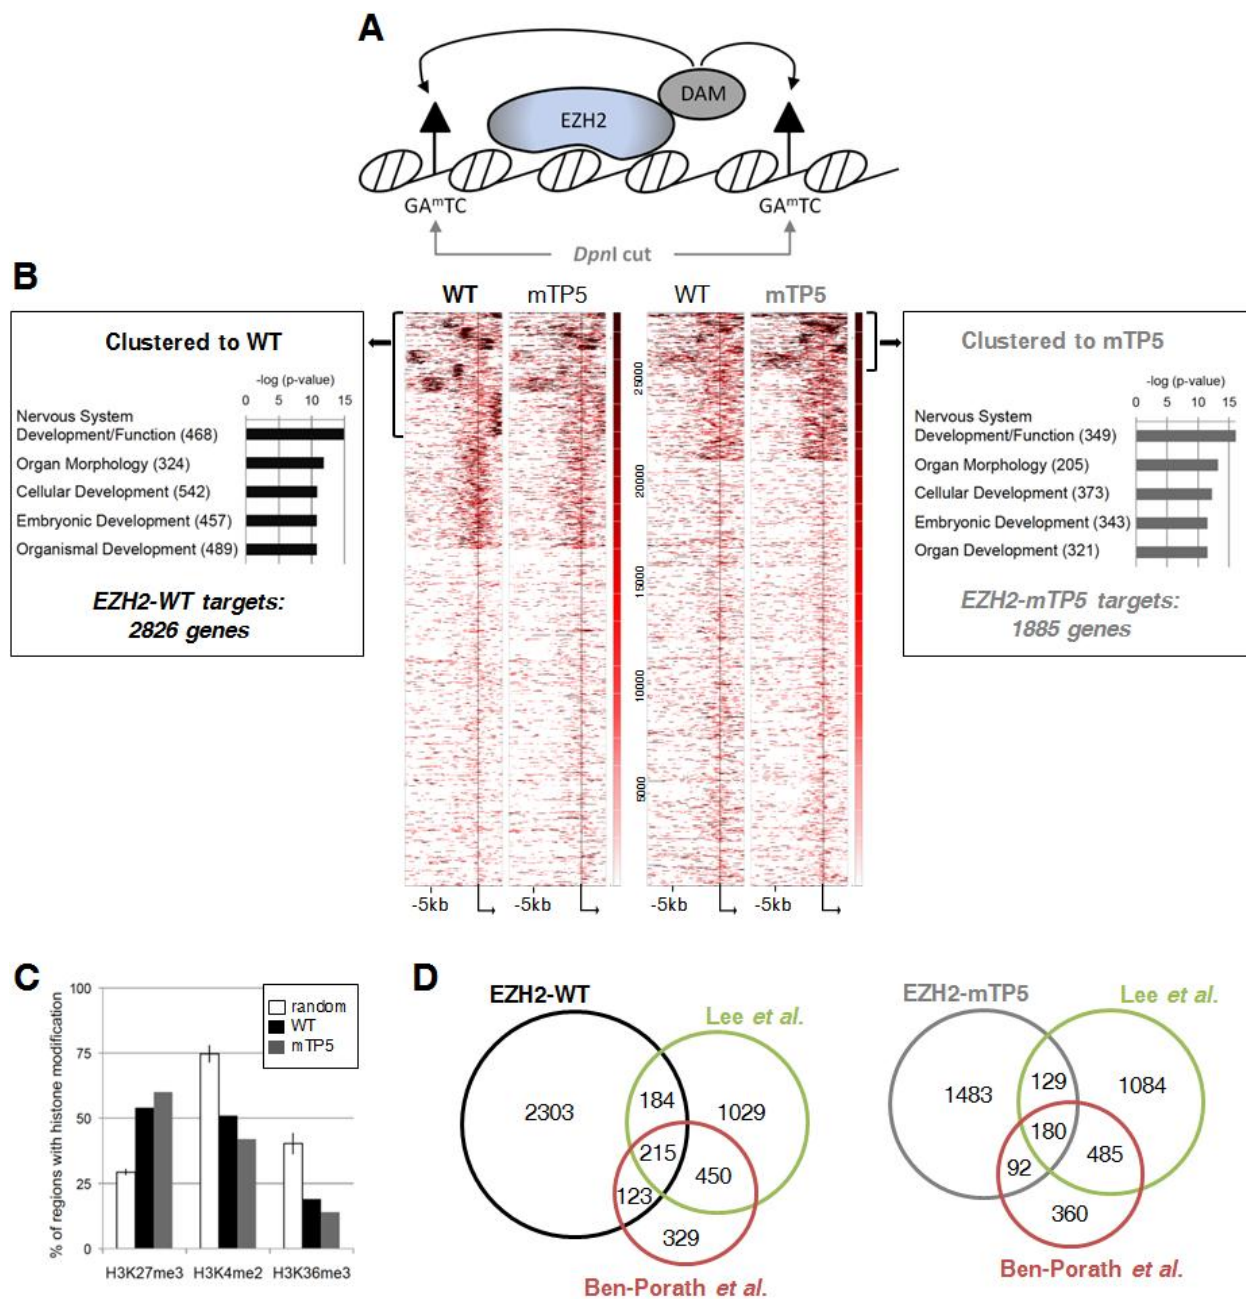 A
DAM
EZH2
GAᵐTC
GAᵐTC
DpnI cut
B
WT
mTP5
WT
mTP5
Clustered to WT
-log (p-value)
0 5 10 15
Nervous System
Development/Function (468)
Organ Morphology (324)
Cellular Development (542)
Embryonic Development (457)
Organismal Development (489)
EZH2-WT targets:
2826 genes
25000
20000
15000
10000
5000
-5kb
-5kb
-5kb
-5kb
Clustered to mTP5
-log (p-value)
0 5 10 15
Nervous System
Development/Function (349)
Organ Morphology (205)
Cellular Development (373)
Embryonic Development (343)
Organ Development (321)
EZH2-mTP5 targets:
1885 genes
C
% of regions with histone modification
100
75
50
25
0
random
WT
mTP5
H3K27me3 H3K4me2 H3K36me3
D
EZH2-WT
Lee et al.
2303
184
1029
215
450
123
329
Ben-Porath et al.
EZH2-mTP5
Lee et al.
1483
129
1084
180
485
92
360
Ben-Porath et al.